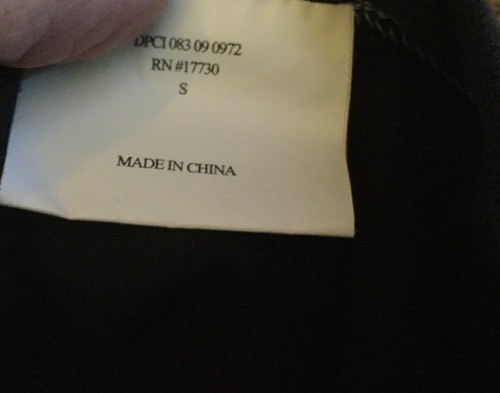 DPCI 083 09 0972
RN #17730
S
MADE IN CHINA